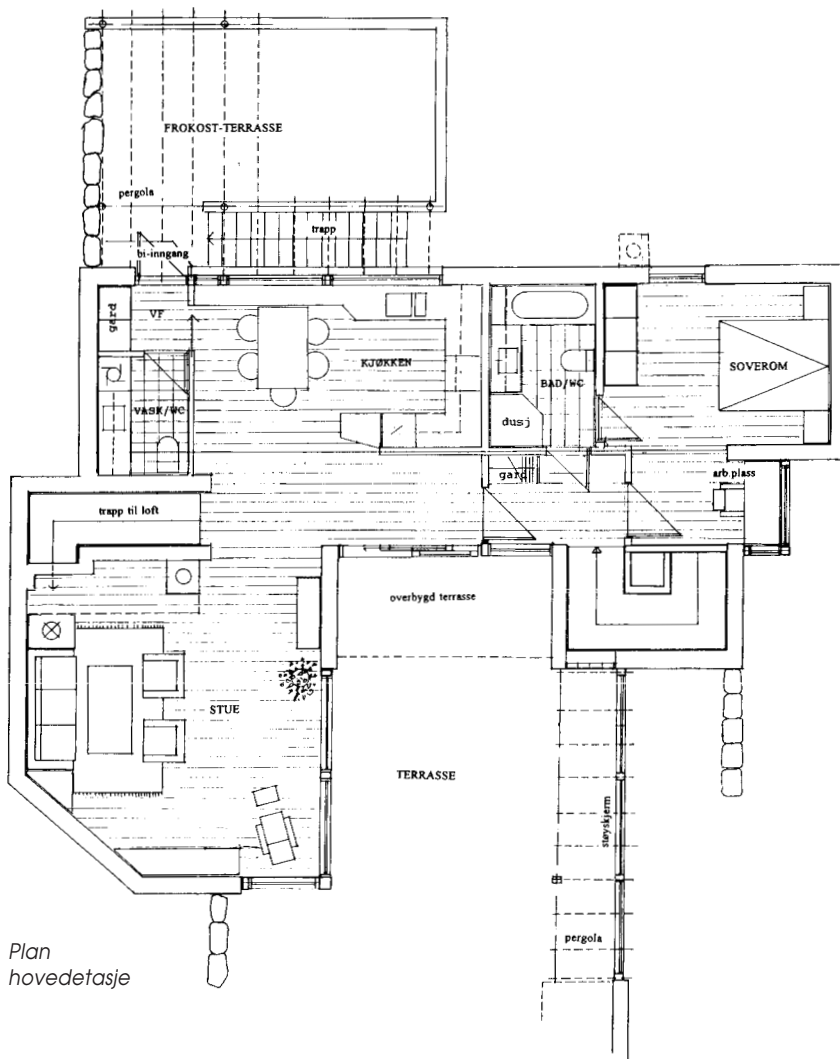 FROKOST-TERRASSE
pergola
trapp
bi-inngang
gard
VF
KJØKKEN
BAD/WC
SOVEROM
VASK/WC
dusj
gard
arb.plass
trapp til loft
overbygd terrasse
STUE
TERRASSE
støyskjerm
pergola
Plan
hovedetasje